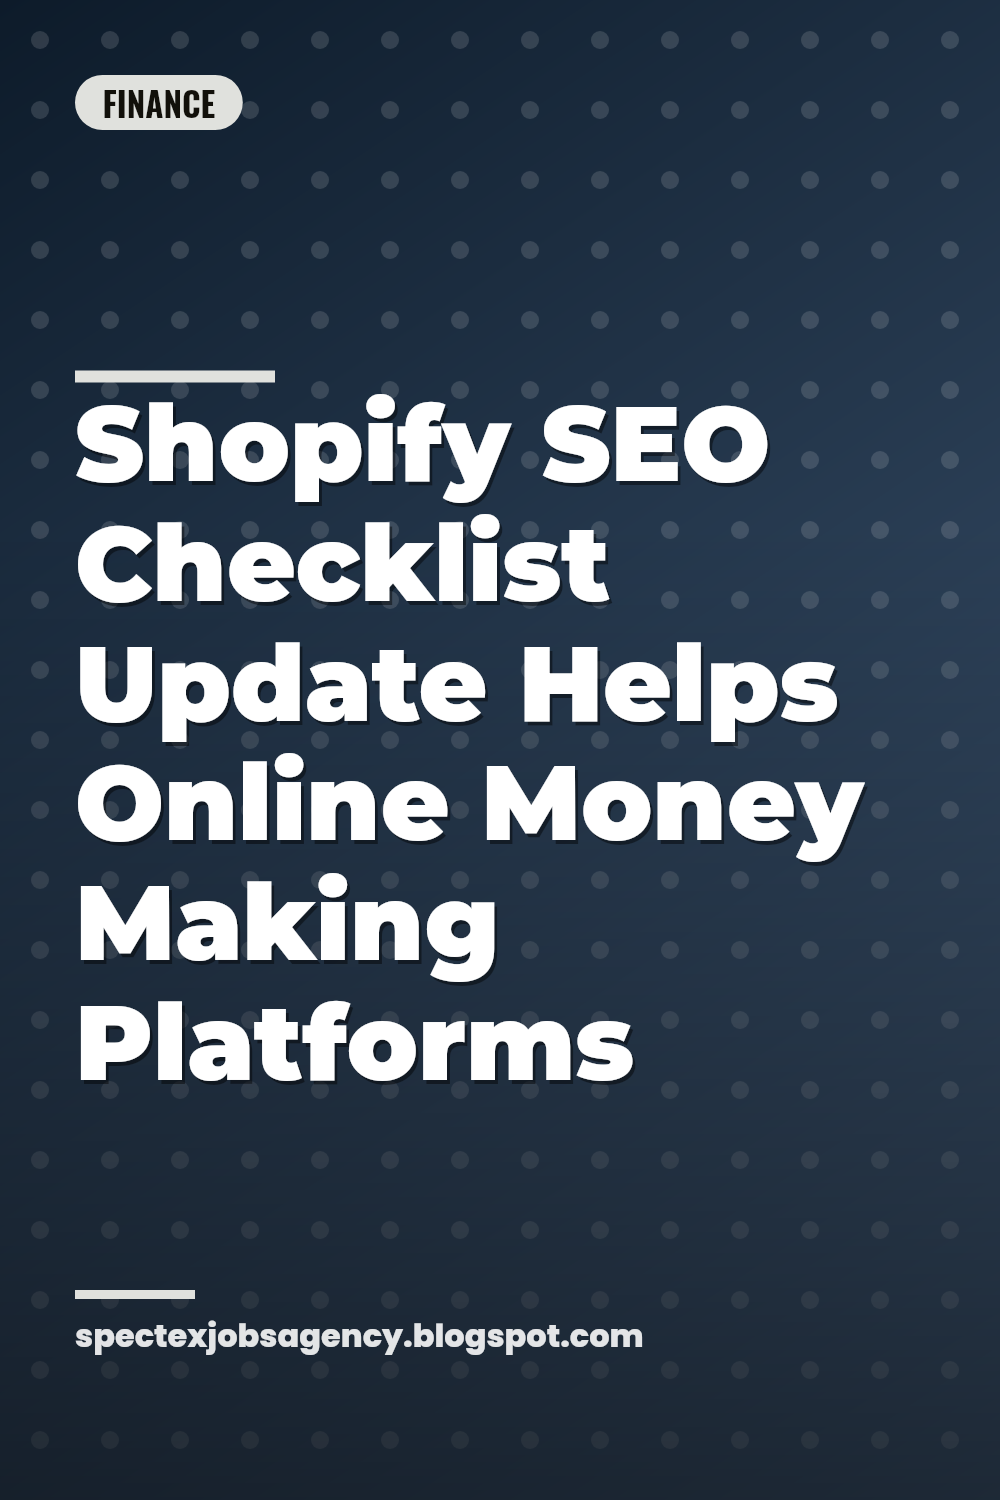 FINANCE
Shopify SEO
Checklist
Update Helps
Online Money
Making
Platforms
spectexjobsagency.blogspot.com